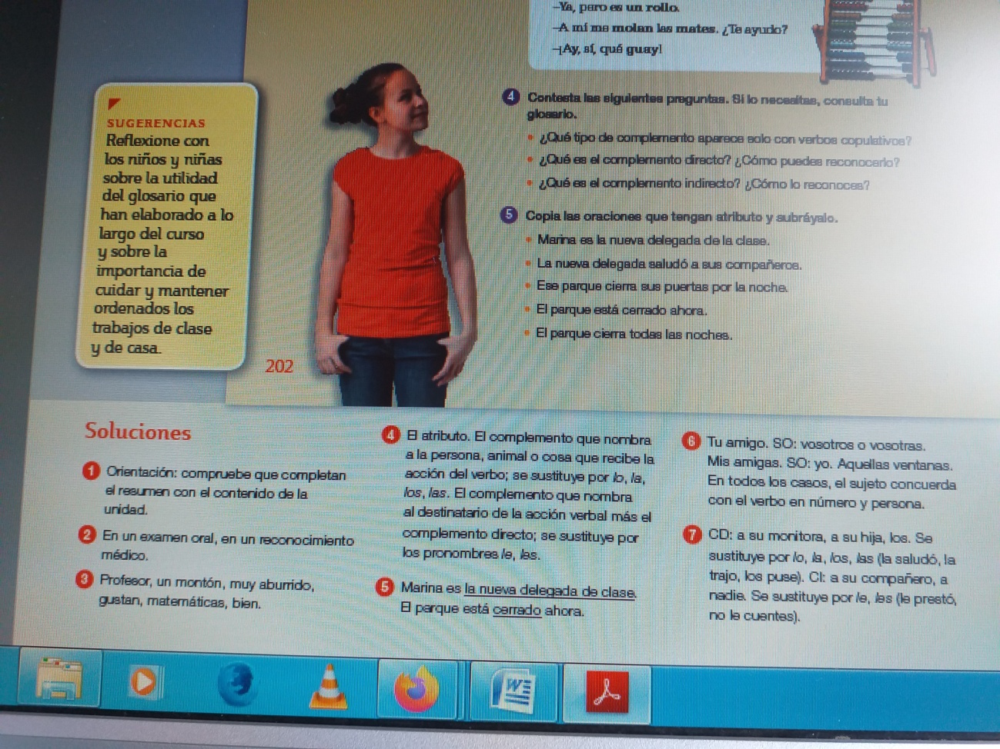 –Ya, pero es un rollo.
–A mí me molan las mates. ¿Te ayudo?
–¡Ay, sí, qué guay!
SUGERENCIAS
Reflexione con
los niños y niñas
sobre la utilidad
del glosario que
han elaborado a lo
largo del curso
y sobre la
importancia de
cuidar y mantener
ordenados los
trabajos de clase
y de casa.
202
4 Contesta las siguientes preguntas. Si lo necesitas, consulta tu
glosario.
• ¿Qué tipo de complemento aparece solo con verbos copulativos?
• ¿Qué es el complemento directo? ¿Cómo puedes reconocerlo?
• ¿Qué es el complemento indirecto? ¿Cómo lo reconoces?
5 Copia las oraciones que tengan atributo y subráyalo.
• Marina es la nueva delegada de la clase.
• La nueva delegada saludó a sus compañeros.
• Ese parque cierra sus puertas por la noche.
• El parque está cerrado ahora.
• El parque cierra todas las noches.
Soluciones
1 Orientación: compruebe que completan
el resumen con el contenido de la
unidad.
2 En un examen oral, en un reconocimiento
médico.
3 Profesor, un montón, muy aburrido,
gustan, matemáticas, bien.
4 El atributo. El complemento que nombra
a la persona, animal o cosa que recibe la
acción del verbo; se sustituye por lo, la,
los, las. El complemento que nombra
al destinatario de la acción verbal más el
complemento directo; se sustituye por
los pronombres le, les.
5 Marina es la nueva delegada de clase.
El parque está cerrado ahora.
6 Tu amigo. SO: vosotros o vosotras.
Mis amigas. SO: yo. Aquellas ventanas.
En todos los casos, el sujeto concuerda
con el verbo en número y persona.
7 CD: a su monitora, a su hija, los. Se
sustituye por lo, la, los, las (la saludó, la
trajo, los puse). CI: a su compañero, a
nadie. Se sustituye por le, les (le prestó,
no le cuentes).
W